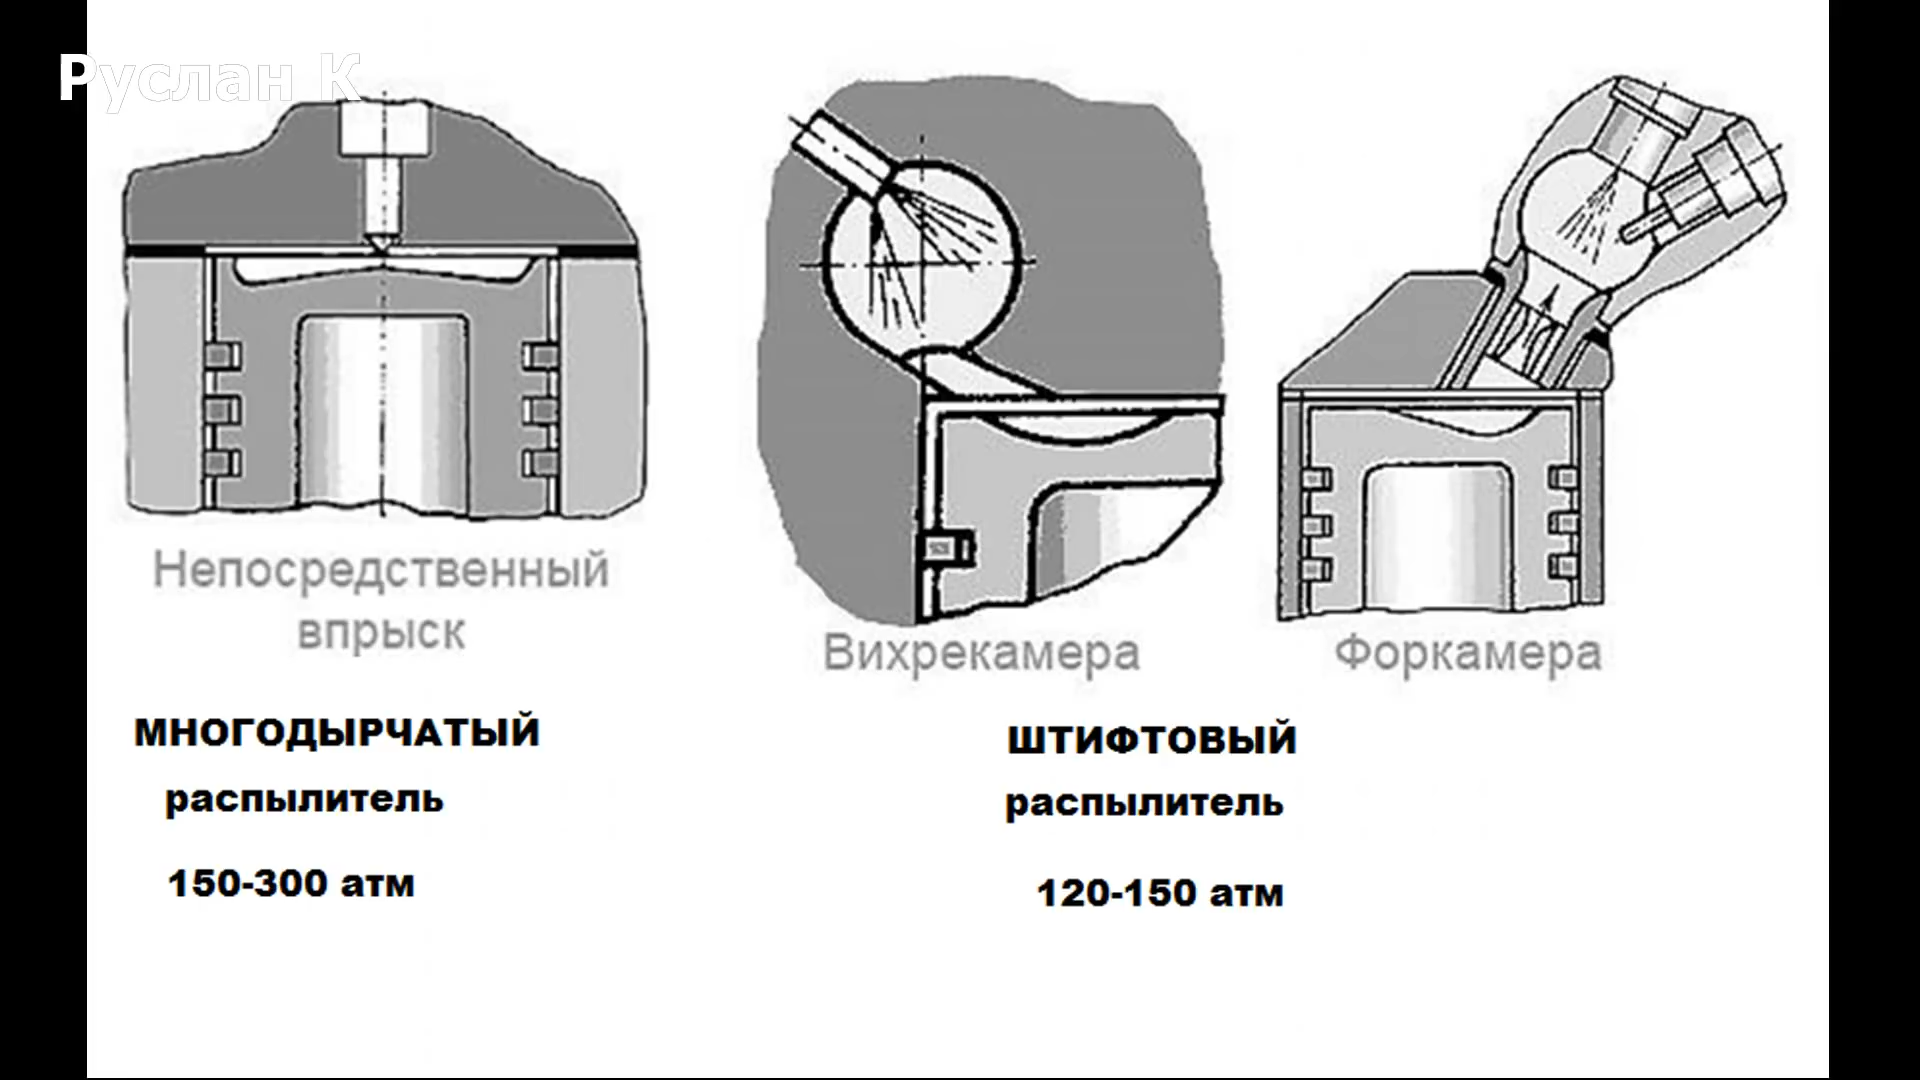 Руслан К
Непосредственный
впрыск
Вихрекамера
Форкамера
МНОГОДЫРЧАТЫЙ
распылитель
150-300 атм
ШТИФТОВЫЙ
распылитель
120-150 атм